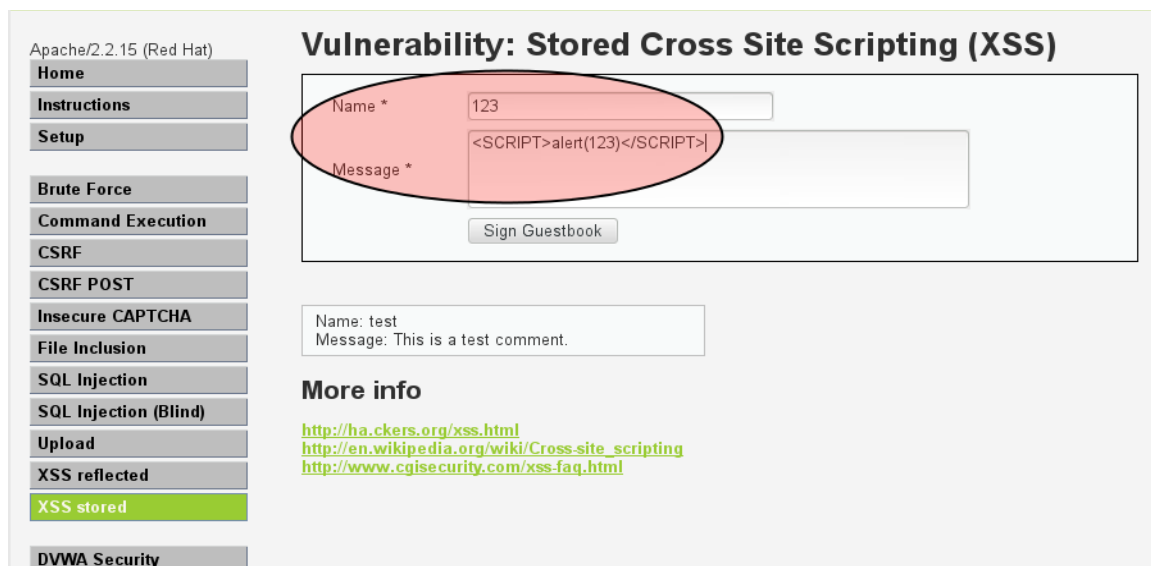 Apache/2.2.15 (Red Hat)
Home
Instructions
Setup
Brute Force
Command Execution
CSRF
CSRF POST
Insecure CAPTCHA
File Inclusion
SQL Injection
SQL Injection (Blind)
Upload
XSS reflected
XSS stored
DVWA Security
Vulnerability: Stored Cross Site Scripting (XSS)
Name * 123
<SCRIPT>alert(123)</SCRIPT>
Message *
Sign Guestbook
Name: test
Message: This is a test comment.
More info
http://ha.ckers.org/xss.html
http://en.wikipedia.org/wiki/Cross-site_scripting
http://www.cgisecurity.com/xss-faq.html